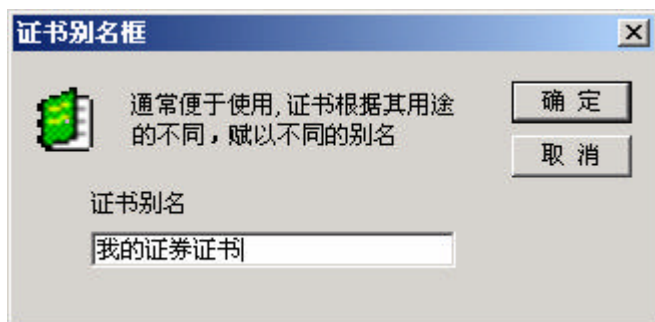 证书别名框
通常便于使用,证书根据其用途
的不同，赋以不同的别名
确 定
取 消
证书别名
我的证券证书